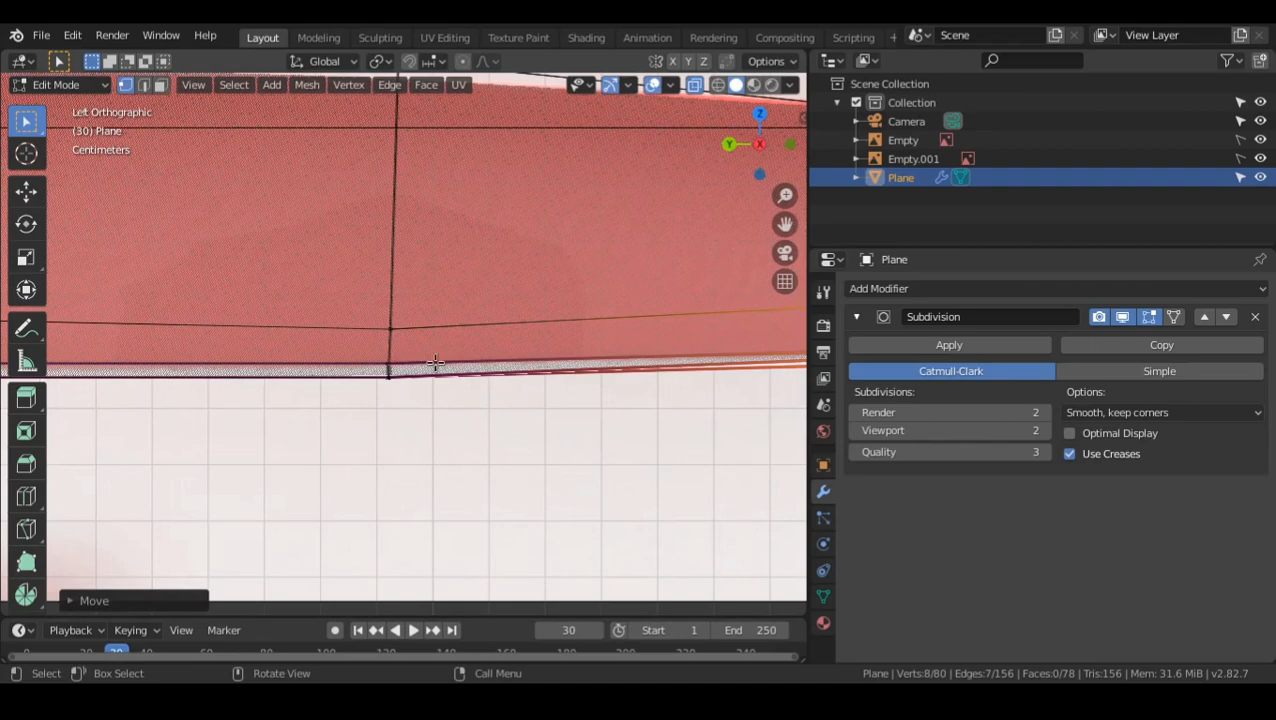 File Edit Render Window Help Layout Modeling Sculpting UV Editing Texture Paint Shading Animation Rendering Compositing Scripting + Scene View Layer
Global X Y Z Options
Edit Mode View Select Add Mesh Vertex Edge Face UV
Left Orthographic
(30) Plane
Centimeters
Z
Y X
Scene Collection
Collection
Camera
Empty
Empty.001
Plane
Plane
Add Modifier
Subdivision
Apply Copy
Catmull-Clark Simple
Subdivisions: Options:
Render 2 Smooth, keep corners
Viewport 2 Optimal Display
Quality 3 Use Creases
Move
Playback Keying View Marker 30 Start 1 End 250
Select Box Select Rotate View Call Menu Plane | Verts:8/80 | Edges:7/156 | Faces:0/78 | Tris:156 | Mem: 31.6 MiB | v2.82.7